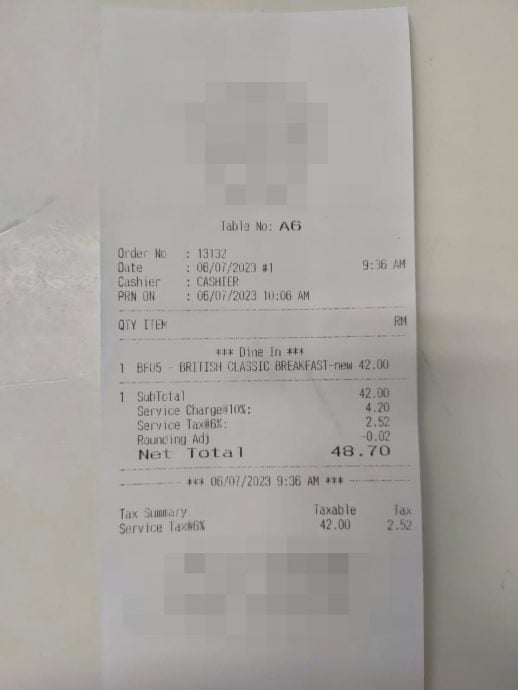 Table No: A6
Order No : 13132
Date : 06/07/2023 #1 9:36 AM
Cashier : CASHIER
PRN ON : 06/07/2023 10:06 AM
QTY ITEM RM
*** Dine In ***
1 BF05 - BRITISH CLASSIC BREAKFAST-new 42.00
1 SubTotal 42.00
Service Charge@10%: 4.20
Service Tax@6%: 2.52
Rounding Adj -0.02
Net Total 48.70
*** 06/07/2023 9:36 AM ***
Tax Summary Taxable Tax
Service Tax@6% 42.00 2.52